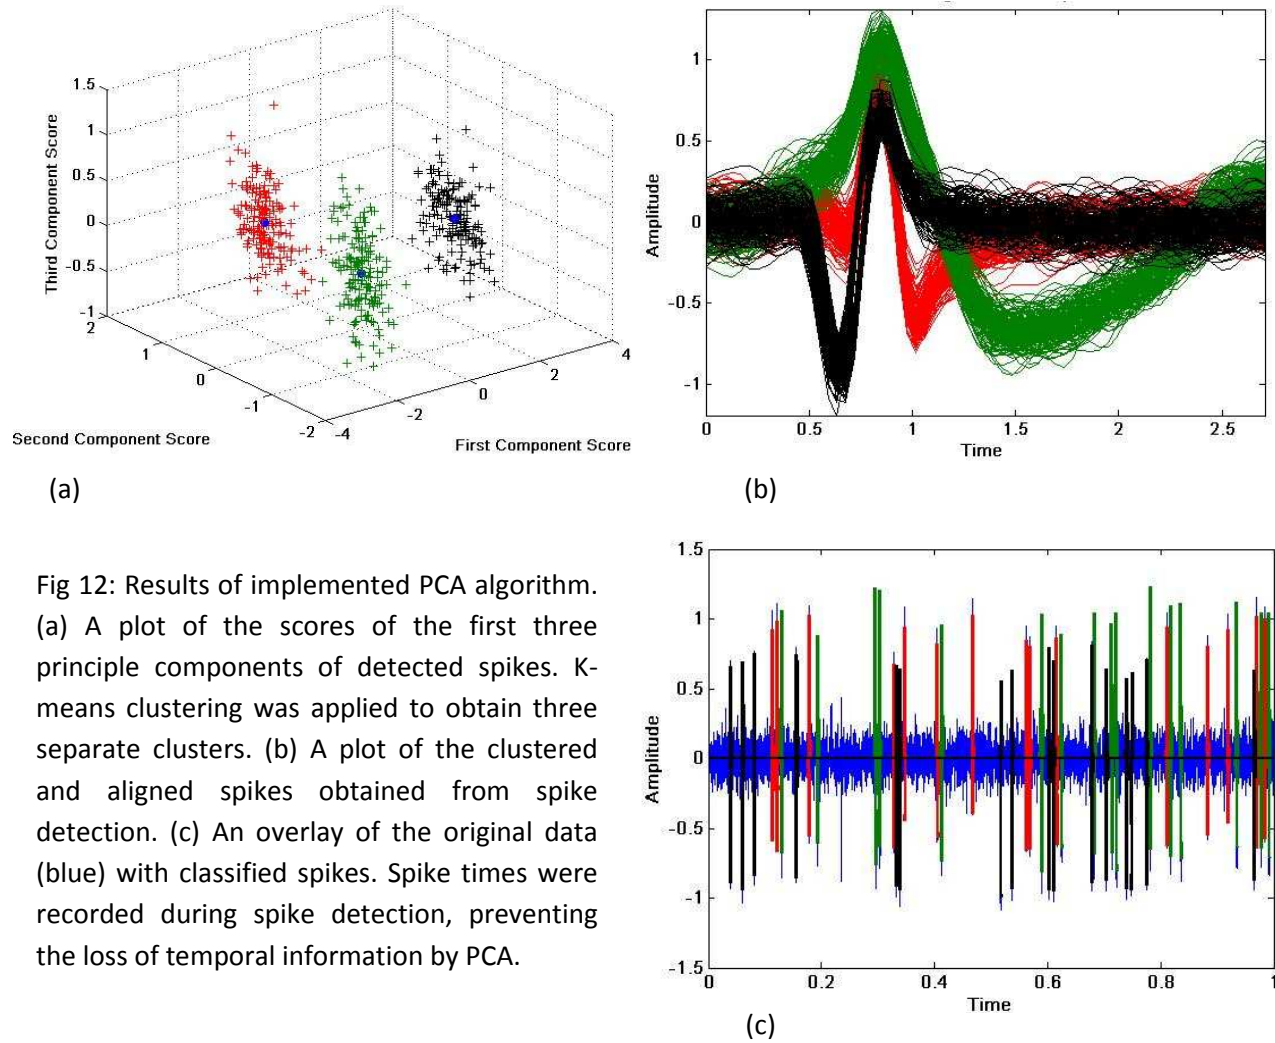 1.5
1
0.5
0
-0.5
-1
2
1
0
-1
-2
-4
-2
0
2
4
Third Component Score
Second Component Score
First Component Score
(a)
1
0.5
0
-0.5
-1
Amplitude
0
0.5
1
1.5
2
2.5
Time
(b)
Fig 12: Results of implemented PCA algorithm.
(a) A plot of the scores of the first three
principle components of detected spikes. K-
means clustering was applied to obtain three
separate clusters. (b) A plot of the clustered
and aligned spikes obtained from spike
detection. (c) An overlay of the original data
(blue) with classified spikes. Spike times were
recorded during spike detection, preventing
the loss of temporal information by PCA.
1.5
1
0.5
0
-0.5
-1
-1.5
Amplitude
0
0.2
0.4
0.6
0.8
1
Time
(c)